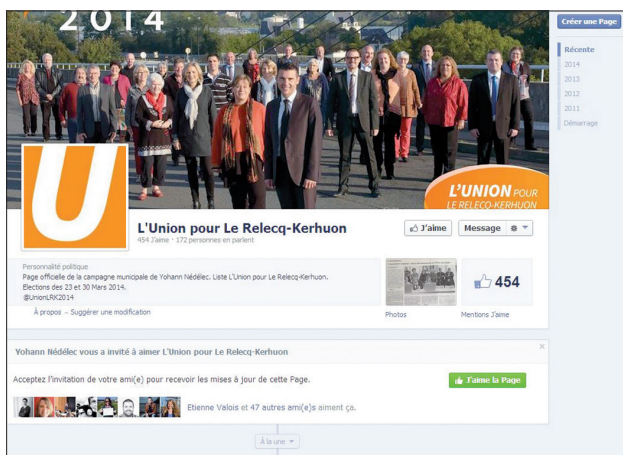 2014
Créer une Page
Récente
2014
2013
2012
2011
Démarrage
U
L'UNION POUR
LE RELECQ-KERHUON
L'Union pour Le Relecq-Kerhuon
454 J'aime · 172 personnes en parlent
J'aime
Message
Personnalité politique
Page officielle de la campagne municipale de Yohann Nédélec. Liste L'Union pour Le Relecq-Kerhuon.
Elections des 23 et 30 Mars 2014.
@UnionLRK2014
À propos – Suggérer une modification
Photos
454
Mentions J'aime
Yohann Nédélec vous a invité à aimer L'Union pour Le Relecq-Kerhuon
Acceptez l'invitation de votre ami(e) pour recevoir les mises à jour de cette Page.
J'aime la Page
Etienne Valois et 47 autres ami(e)s aiment ça.
À la une